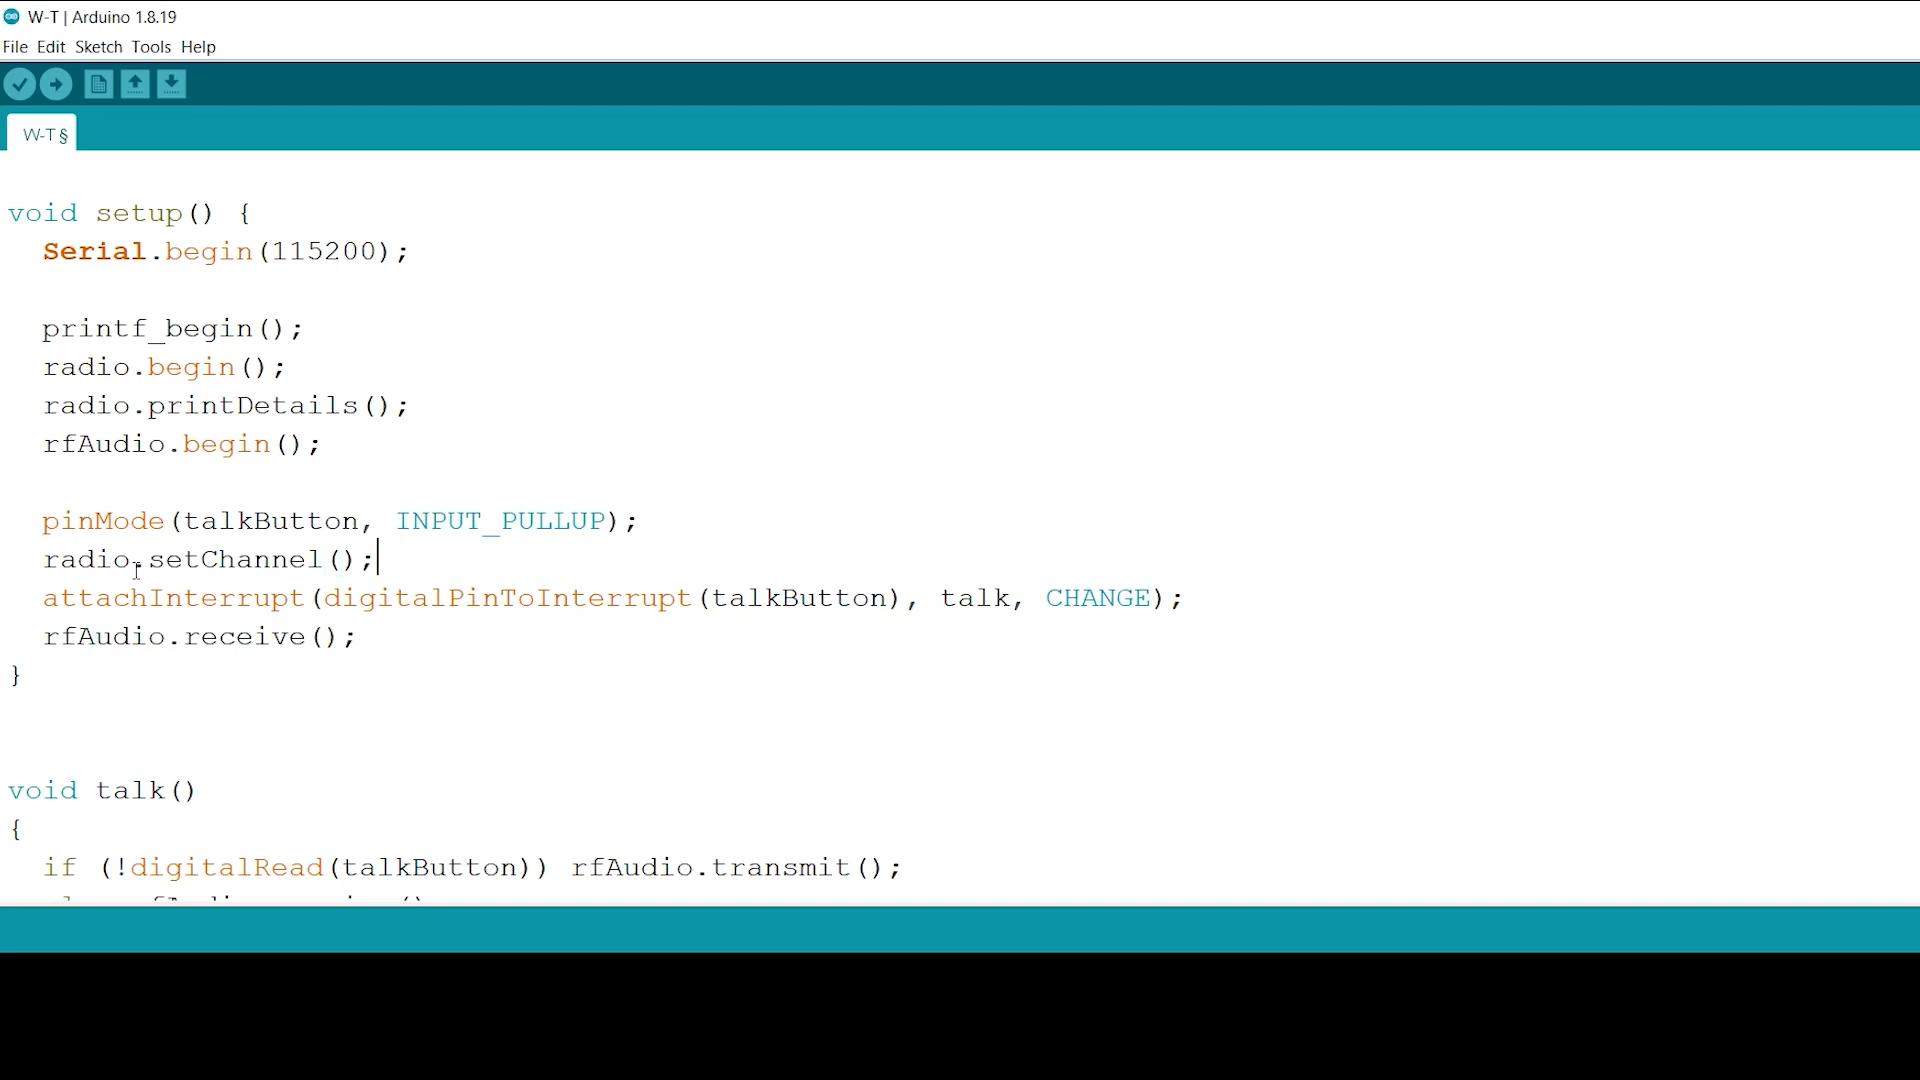 W-T | Arduino 1.8.19
File Edit Sketch Tools Help
W-T §
void setup() {
Serial.begin(115200);
printf_begin();
radio.begin();
radio.printDetails();
rfAudio.begin();
pinMode(talkButton, INPUT_PULLUP);
radio.setChannel();
attachInterrupt(digitalPinToInterrupt(talkButton), talk, CHANGE);
rfAudio.receive();
}
void talk()
{
if (!digitalRead(talkButton)) rfAudio.transmit();